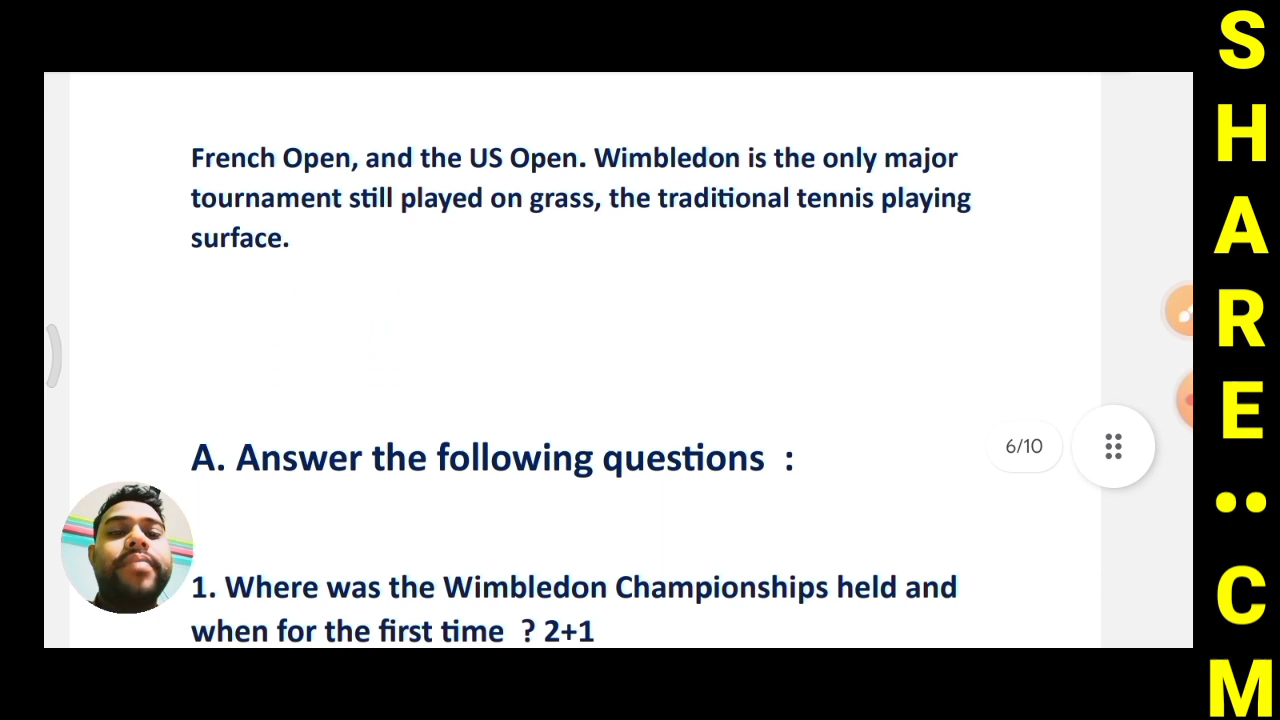 French Open, and the US Open. Wimbledon is the only major
tournament still played on grass, the traditional tennis playing
surface.
A. Answer the following questions  :
6/10
1. Where was the Wimbledon Championships held and
when for the first time  ? 2+1
SHARE••CM